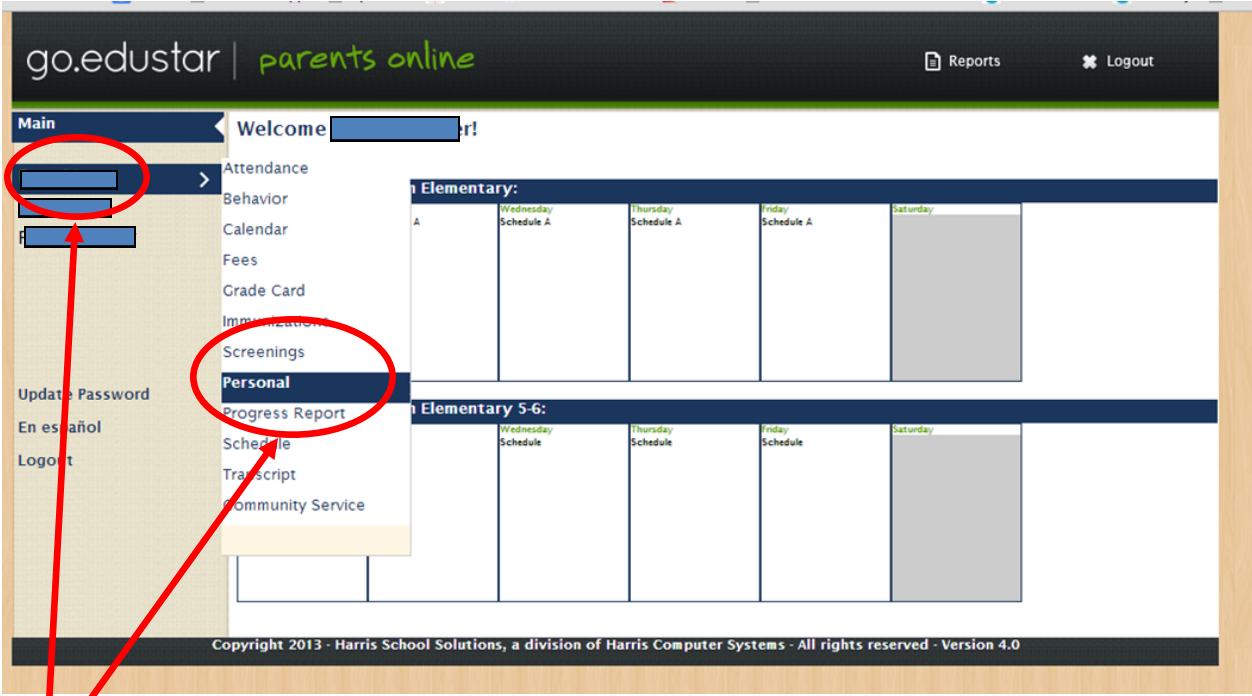 go.edustar | parents online
Reports
Logout
Main
Welcome r!
Attendance
Behavior
Calendar
Fees
Grade Card
Immunizations
Screenings
Personal
Progress Report
Schedule
Transcript
Community Service
Update Password
En español
Logout
n Elementary:
Wednesday Thursday Friday Saturday
A Schedule A Schedule A Schedule A
n Elementary 5-6:
Wednesday Thursday Friday Saturday
Schedule Schedule Schedule
Copyright 2013 - Harris School Solutions, a division of Harris Computer Systems - All rights reserved - Version 4.0